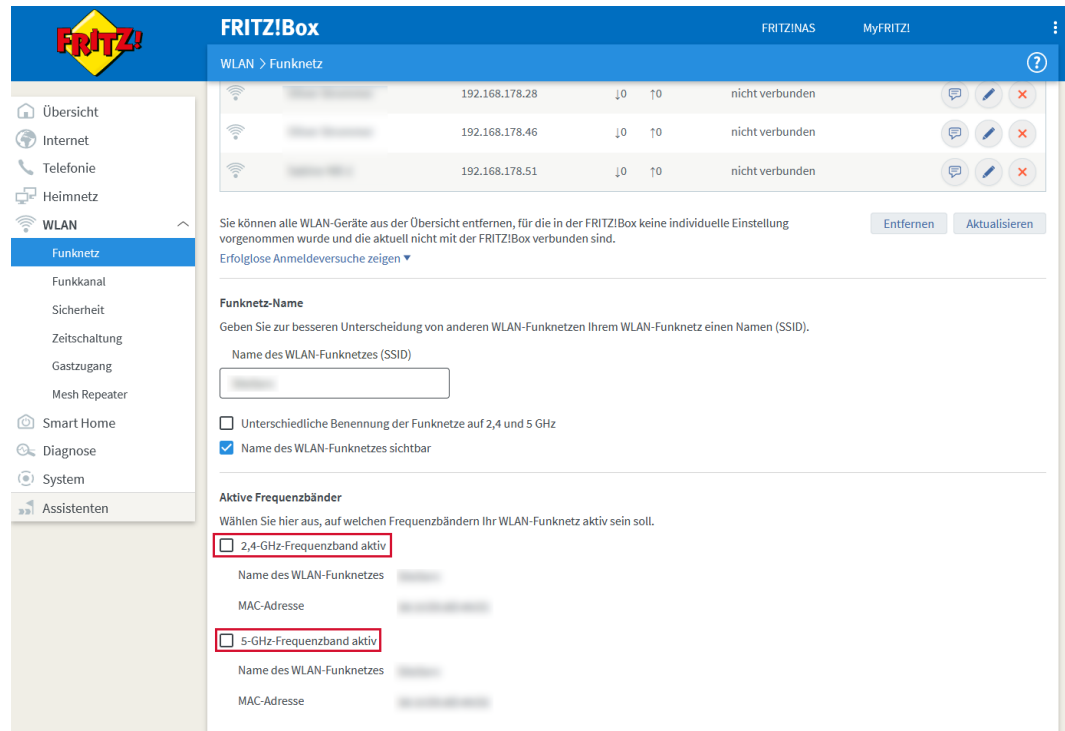 FRITZ!
FRITZ!Box
FRITZ!NAS
MyFRITZ!
WLAN > Funknetz
?
Übersicht
Internet
Telefonie
Heimnetz
WLAN
Funknetz
Funkkanal
Sicherheit
Zeitschaltung
Gastzugang
Mesh Repeater
Smart Home
Diagnose
System
Assistenten
192.168.178.28 ↓0 ↑0 nicht verbunden
192.168.178.46 ↓0 ↑0 nicht verbunden
192.168.178.51 ↓0 ↑0 nicht verbunden
Sie können alle WLAN-Geräte aus der Übersicht entfernen, für die in der FRITZ!Box keine individuelle Einstellung
vorgenommen wurde und die aktuell nicht mit der FRITZ!Box verbunden sind.
Entfernen
Aktualisieren
Erfolglose Anmeldeversuche zeigen ▼
Funknetz-Name
Geben Sie zur besseren Unterscheidung von anderen WLAN-Funknetzen Ihrem WLAN-Funknetz einen Namen (SSID).
Name des WLAN-Funknetzes (SSID)
Unterschiedliche Benennung der Funknetze auf 2,4 und 5 GHz
Name des WLAN-Funknetzes sichtbar
Aktive Frequenzbänder
Wählen Sie hier aus, auf welchen Frequenzbändern Ihr WLAN-Funknetz aktiv sein soll.
2,4-GHz-Frequenzband aktiv
Name des WLAN-Funknetzes
MAC-Adresse
5-GHz-Frequenzband aktiv
Name des WLAN-Funknetzes
MAC-Adresse